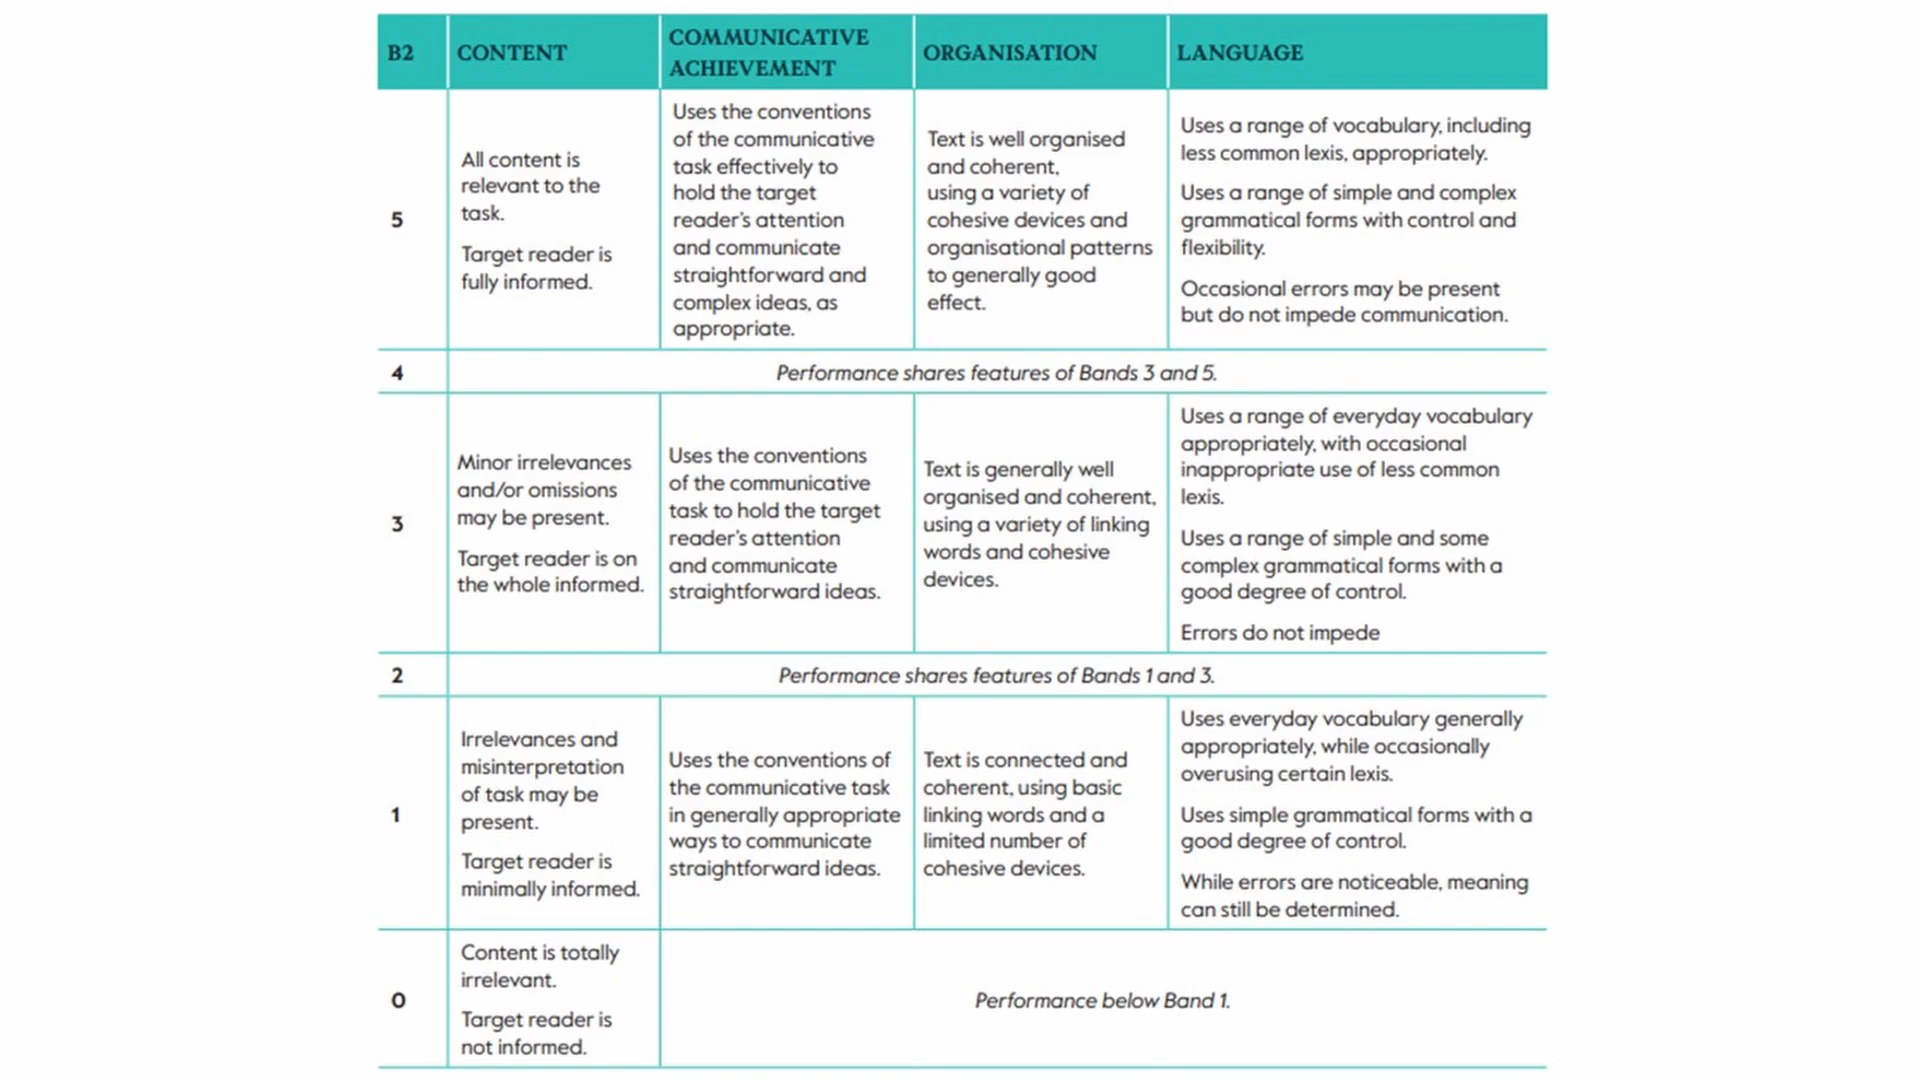 B2
CONTENT
COMMUNICATIVE
ACHIEVEMENT
ORGANISATION
LANGUAGE
5
All content is
relevant to the
task.
Target reader is
fully informed.
Uses the conventions
of the communicative
task effectively to
hold the target
reader's attention
and communicate
straightforward and
complex ideas, as
appropriate.
Text is well organised
and coherent,
using a variety of
cohesive devices and
organisational patterns
to generally good
effect.
Uses a range of vocabulary, including
less common lexis, appropriately.
Uses a range of simple and complex
grammatical forms with control and
flexibility.
Occasional errors may be present
but do not impede communication.
4
Performance shares features of Bands 3 and 5.
3
Minor irrelevances
and/or omissions
may be present.
Target reader is on
the whole informed.
Uses the conventions
of the communicative
task to hold the target
reader's attention
and communicate
straightforward ideas.
Text is generally well
organised and coherent,
using a variety of linking
words and cohesive
devices.
Uses a range of everyday vocabulary
appropriately, with occasional
inappropriate use of less common
lexis.
Uses a range of simple and some
complex grammatical forms with a
good degree of control.
Errors do not impede
2
Performance shares features of Bands 1 and 3.
1
Irrelevances and
misinterpretation
of task may be
present.
Target reader is
minimally informed.
Uses the conventions of
the communicative task
in generally appropriate
ways to communicate
straightforward ideas.
Text is connected and
coherent, using basic
linking words and a
limited number of
cohesive devices.
Uses everyday vocabulary generally
appropriately, while occasionally
overusing certain lexis.
Uses simple grammatical forms with a
good degree of control.
While errors are noticeable, meaning
can still be determined.
0
Content is totally
irrelevant.
Target reader is
not informed.
Performance below Band 1.